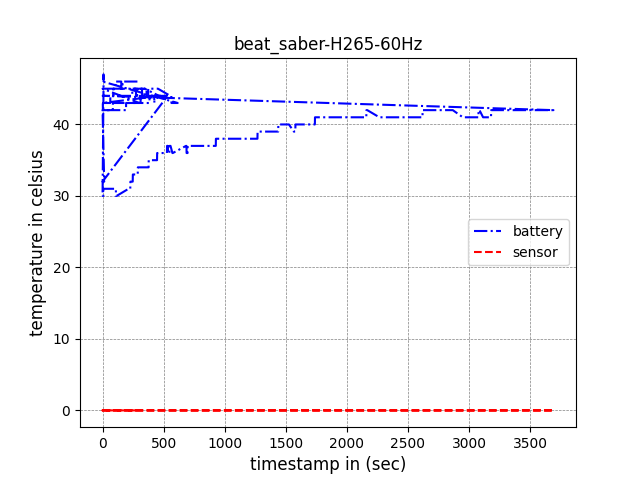 beat_saber-H265-60Hz
temperature in celsius
40
30
20
10
0
battery
sensor
0 500 1000 1500 2000 2500 3000 3500
timestamp in (sec)